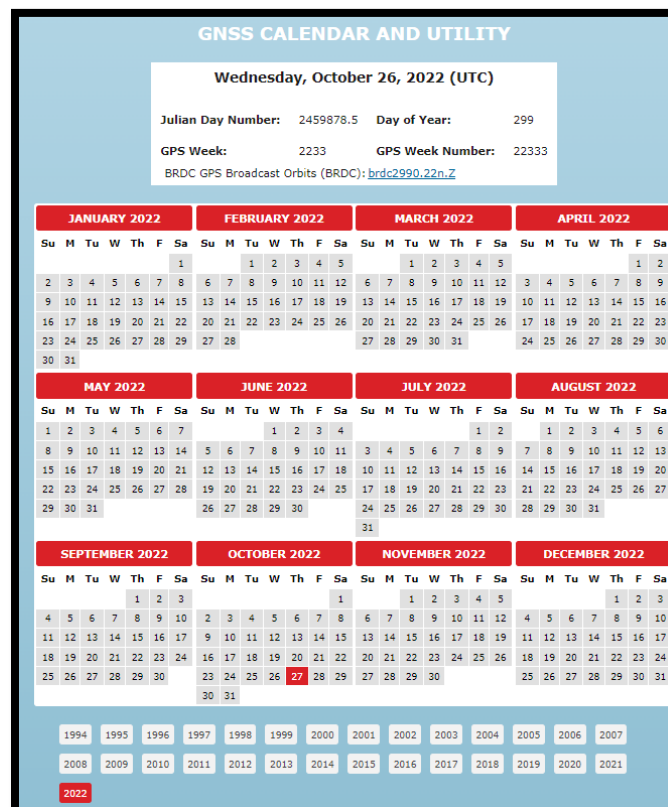 GNSS CALENDAR AND UTILITY
Wednesday, October 26, 2022 (UTC)
Julian Day Number: 2459878.5 Day of Year: 299
GPS Week: 2233 GPS Week Number: 22333
BRDC GPS Broadcast Orbits (BRDC): brdc2990.22n.Z
JANUARY 2022 FEBRUARY 2022 MARCH 2022 APRIL 2022
Su M Tu W Th F Sa Su M Tu W Th F Sa Su M Tu W Th F Sa Su M Tu W Th F Sa
1 1 2 3 4 5 1 2 3 4 5 1 2
2 3 4 5 6 7 8 6 7 8 9 10 11 12 6 7 8 9 10 11 12 3 4 5 6 7 8 9
9 10 11 12 13 14 15 13 14 15 16 17 18 19 13 14 15 16 17 18 19 10 11 12 13 14 15 16
16 17 18 19 20 21 22 20 21 22 23 24 25 26 20 21 22 23 24 25 26 17 18 19 20 21 22 23
23 24 25 26 27 28 29 27 28 27 28 29 30 31 24 25 26 27 28 29 30
30 31
MAY 2022 JUNE 2022 JULY 2022 AUGUST 2022
Su M Tu W Th F Sa Su M Tu W Th F Sa Su M Tu W Th F Sa Su M Tu W Th F Sa
1 2 3 4 5 6 7 1 2 3 4 1 2 1 2 3 4 5 6
8 9 10 11 12 13 14 5 6 7 8 9 10 11 3 4 5 6 7 8 9 7 8 9 10 11 12 13
15 16 17 18 19 20 21 12 13 14 15 16 17 18 10 11 12 13 14 15 16 14 15 16 17 18 19 20
22 23 24 25 26 27 28 19 20 21 22 23 24 25 17 18 19 20 21 22 23 21 22 23 24 25 26 27
29 30 31 26 27 28 29 30 24 25 26 27 28 29 30 28 29 30 31
31
SEPTEMBER 2022 OCTOBER 2022 NOVEMBER 2022 DECEMBER 2022
Su M Tu W Th F Sa Su M Tu W Th F Sa Su M Tu W Th F Sa Su M Tu W Th F Sa
1 2 3 1 1 2 3 4 5 1 2 3
4 5 6 7 8 9 10 2 3 4 5 6 7 8 6 7 8 9 10 11 12 4 5 6 7 8 9 10
11 12 13 14 15 16 17 9 10 11 12 13 14 15 13 14 15 16 17 18 19 11 12 13 14 15 16 17
18 19 20 21 22 23 24 16 17 18 19 20 21 22 20 21 22 23 24 25 26 18 19 20 21 22 23 24
25 26 27 28 29 30 23 24 25 26 27 28 29 27 28 29 30 25 26 27 28 29 30 31
30 31
1994 1995 1996 1997 1998 1999 2000 2001 2002 2003 2004 2005 2006 2007
2008 2009 2010 2011 2012 2013 2014 2015 2016 2017 2018 2019 2020 2021
2022